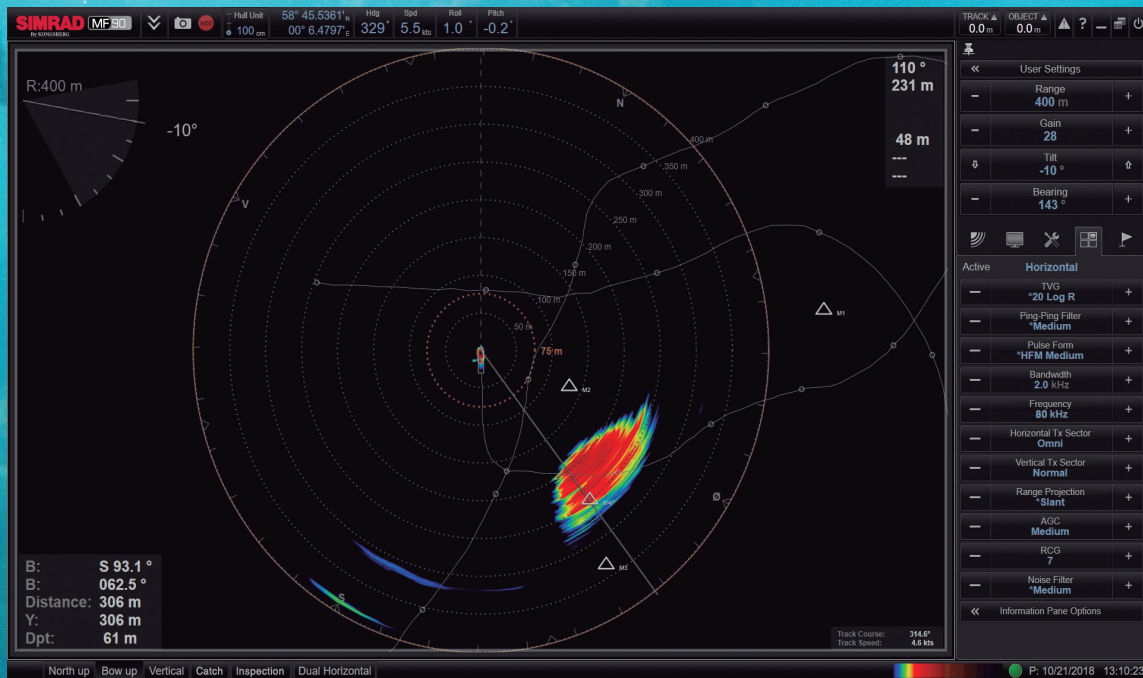 SIMRAD MF90
By KONGSBERG
Hull Unit
100 cm
58° 45.5361' N
00° 6.4797' E
Hdg
329°
Spd
5.5 kts
Roll
1.0 °
Pitch
-0.2°
TRACK
0.0 m
OBJECT
0.0 m
?
R:400 m
-10°
110 °
231 m
48 m
---
---
N
V
S
Ø
400 m
350 m
300 m
250 m
200 m
150 m
100 m
50 m
75 m
M1
M2
M3
B: S 93.1 °
B: 062.5 °
Distance: 306 m
Y: 306 m
Dpt: 61 m
Track Course: 314.6°
Track Speed: 4.6 kts
User Settings
Range
400 m
Gain
28
Tilt
-10 °
Bearing
143 °
Active Horizontal
TVG
*20 Log R
Ping-Ping Filter
*Medium
Pulse Form
*HFM Medium
Bandwidth
2.0 kHz
Frequency
80 kHz
Horizontal Tx Sector
Omni
Vertical Tx Sector
Normal
Range Projection
*Slant
AGC
Medium
RCG
7
Noise Filter
*Medium
Information Pane Options
North up Bow up Vertical Catch Inspection Dual Horizontal
P: 10/21/2018 13:10:23